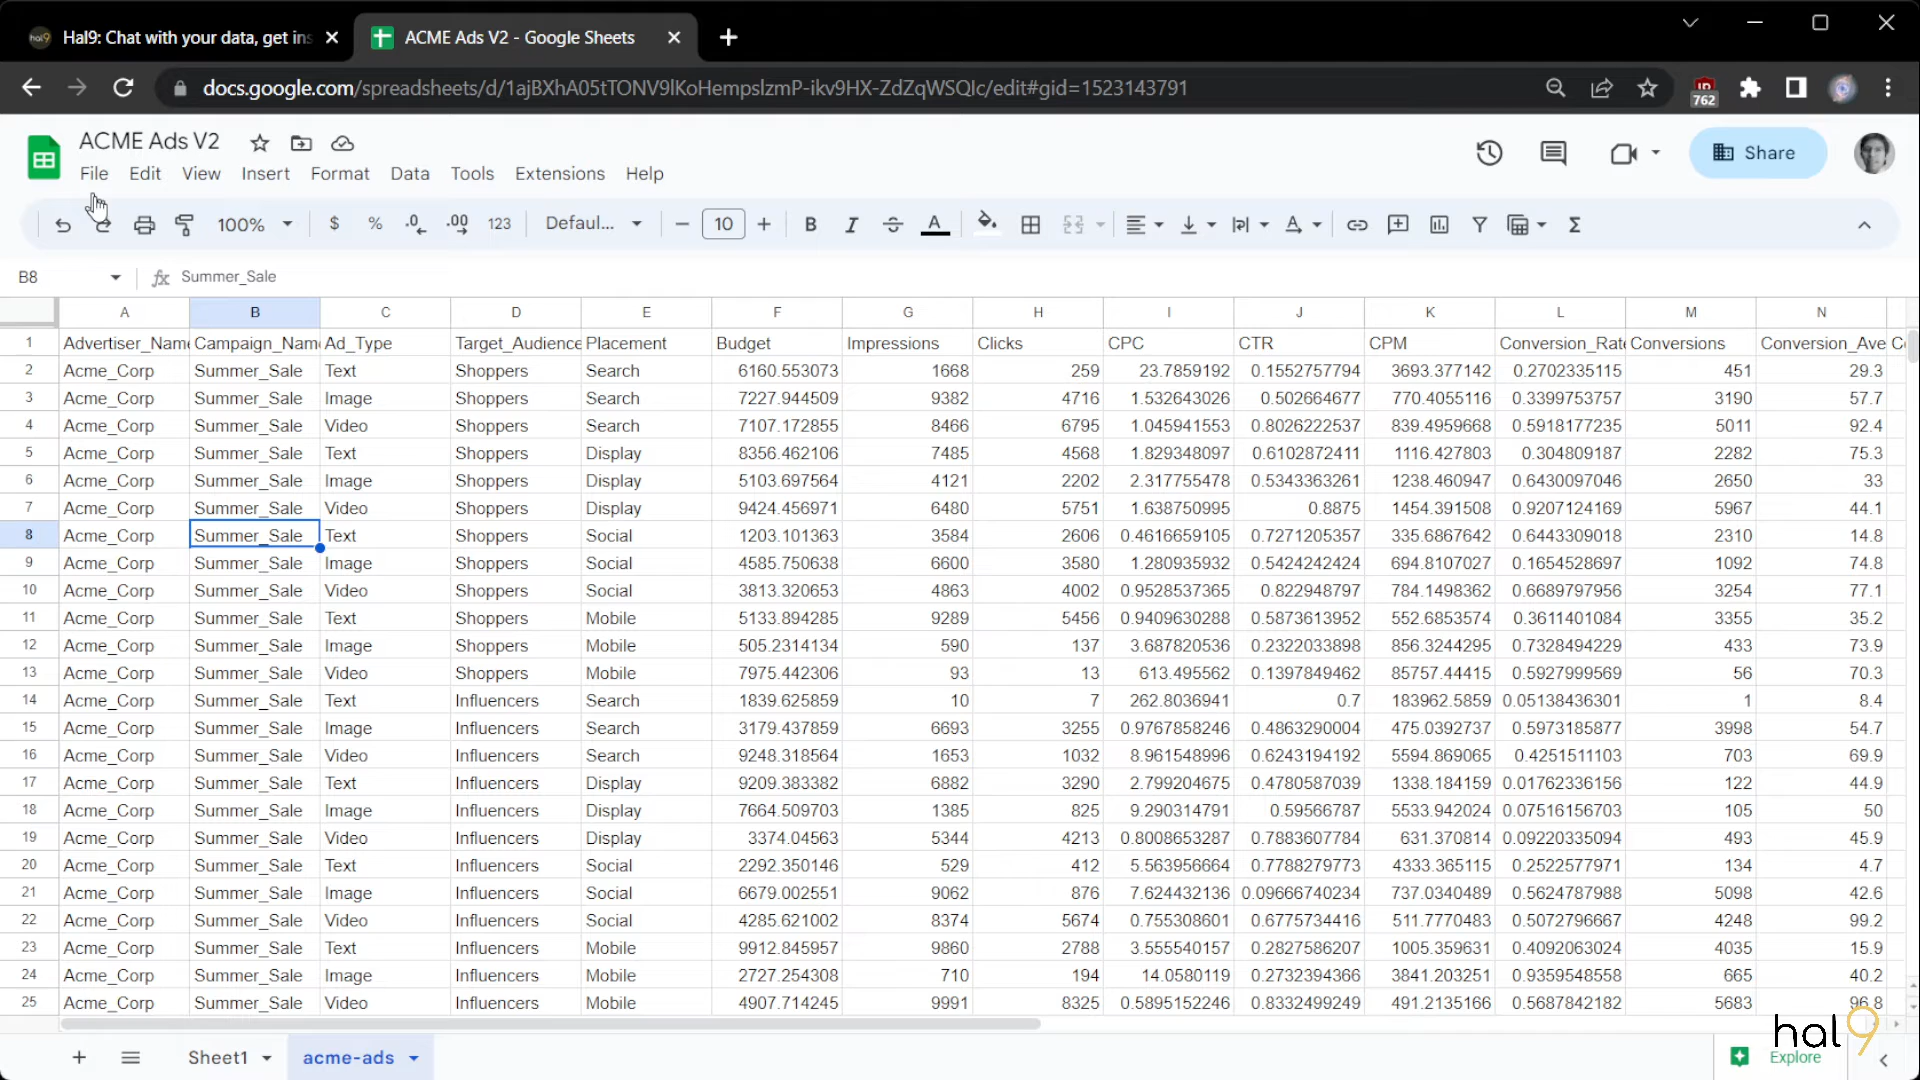 Hal9: Chat with your data, get ins
ACME Ads V2 - Google Sheets
docs.google.com/spreadsheets/d/1ajBXhA05tTONV9lKoHempslzmP-ikv9HX-ZdZqWSQIc/edit#gid=1523143791
762
ACME Ads V2
File Edit View Insert Format Data Tools Extensions Help
Share
100% $ % .0 .00 123 Defaul... − 10 + B I A
B8 fx Summer_Sale
A B C D E F G H I J K L M N
1 Advertiser_Name Campaign_Nam Ad_Type Target_Audience Placement Budget Impressions Clicks CPC CTR CPM Conversion_Rat Conversions Conversion_Ave Co
2 Acme_Corp Summer_Sale Text Shoppers Search 6160.553073 1668 259 23.7859192 0.1552757794 3693.377142 0.2702335115 451 29.3
3 Acme_Corp Summer_Sale Image Shoppers Search 7227.944509 9382 4716 1.532643026 0.502664677 770.4055116 0.3399753757 3190 57.7
4 Acme_Corp Summer_Sale Video Shoppers Search 7107.172855 8466 6795 1.045941553 0.8026222537 839.4959668 0.5918177235 5011 92.4
5 Acme_Corp Summer_Sale Text Shoppers Display 8356.462106 7485 4568 1.829348097 0.6102872411 1116.427803 0.304809187 2282 75.3
6 Acme_Corp Summer_Sale Image Shoppers Display 5103.697564 4121 2202 2.317755478 0.5343363261 1238.460947 0.6430097046 2650 33
7 Acme_Corp Summer_Sale Video Shoppers Display 9424.456971 6480 5751 1.638750995 0.8875 1454.391508 0.9207124169 5967 44.1
8 Acme_Corp Summer_Sale Text Shoppers Social 1203.101363 3584 2606 0.4616659105 0.7271205357 335.6867642 0.6443309018 2310 14.8
9 Acme_Corp Summer_Sale Image Shoppers Social 4585.750638 6600 3580 1.280935932 0.5424242424 694.8107027 0.1654528697 1092 74.8
10 Acme_Corp Summer_Sale Video Shoppers Social 3813.320653 4863 4002 0.9528537365 0.822948797 784.1498362 0.6689797956 3254 77.1
11 Acme_Corp Summer_Sale Text Shoppers Mobile 5133.894285 9289 5456 0.9409630288 0.5873613952 552.6853574 0.3611401084 3355 35.2
12 Acme_Corp Summer_Sale Image Shoppers Mobile 505.2314134 590 137 3.687820536 0.2322033898 856.3244295 0.7328494229 433 73.9
13 Acme_Corp Summer_Sale Video Shoppers Mobile 7975.442306 93 13 613.495562 0.1397849462 85757.44415 0.5927999569 56 70.3
14 Acme_Corp Summer_Sale Text Influencers Search 1839.625859 10 7 262.8036941 0.7 183962.5859 0.05138436301 1 8.4
15 Acme_Corp Summer_Sale Image Influencers Search 3179.437859 6693 3255 0.9767858246 0.4863290004 475.0392737 0.5973185877 3998 54.7
16 Acme_Corp Summer_Sale Video Influencers Search 9248.318564 1653 1032 8.961548996 0.6243194192 5594.869065 0.4251511103 703 69.9
17 Acme_Corp Summer_Sale Text Influencers Display 9209.383382 6882 3290 2.799204675 0.4780587039 1338.184159 0.01762336156 122 44.9
18 Acme_Corp Summer_Sale Image Influencers Display 7664.509703 1385 825 9.290314791 0.59566787 5533.942024 0.07516156703 105 50
19 Acme_Corp Summer_Sale Video Influencers Display 3374.04563 5344 4213 0.8008653287 0.7883607784 631.370814 0.09220335094 493 45.9
20 Acme_Corp Summer_Sale Text Influencers Social 2292.350146 529 412 5.563956664 0.7788279773 4333.365115 0.2522577971 134 4.7
21 Acme_Corp Summer_Sale Image Influencers Social 6679.002551 9062 876 7.624432136 0.09666740234 737.0340489 0.5624787988 5098 42.6
22 Acme_Corp Summer_Sale Video Influencers Social 4285.621002 8374 5674 0.755308601 0.6775734416 511.7770483 0.5072796667 4248 99.2
23 Acme_Corp Summer_Sale Text Influencers Mobile 9912.845957 9860 2788 3.555540157 0.2827586207 1005.359631 0.4092063024 4035 15.9
24 Acme_Corp Summer_Sale Image Influencers Mobile 2727.254308 710 194 14.0580119 0.2732394366 3841.203251 0.9359548558 665 40.2
25 Acme_Corp Summer_Sale Video Influencers Mobile 4907.714245 9991 8325 0.5895152246 0.8332499249 491.2135166 0.5687842182 5683 96.8
hal9
Sheet1 acme-ads Explore